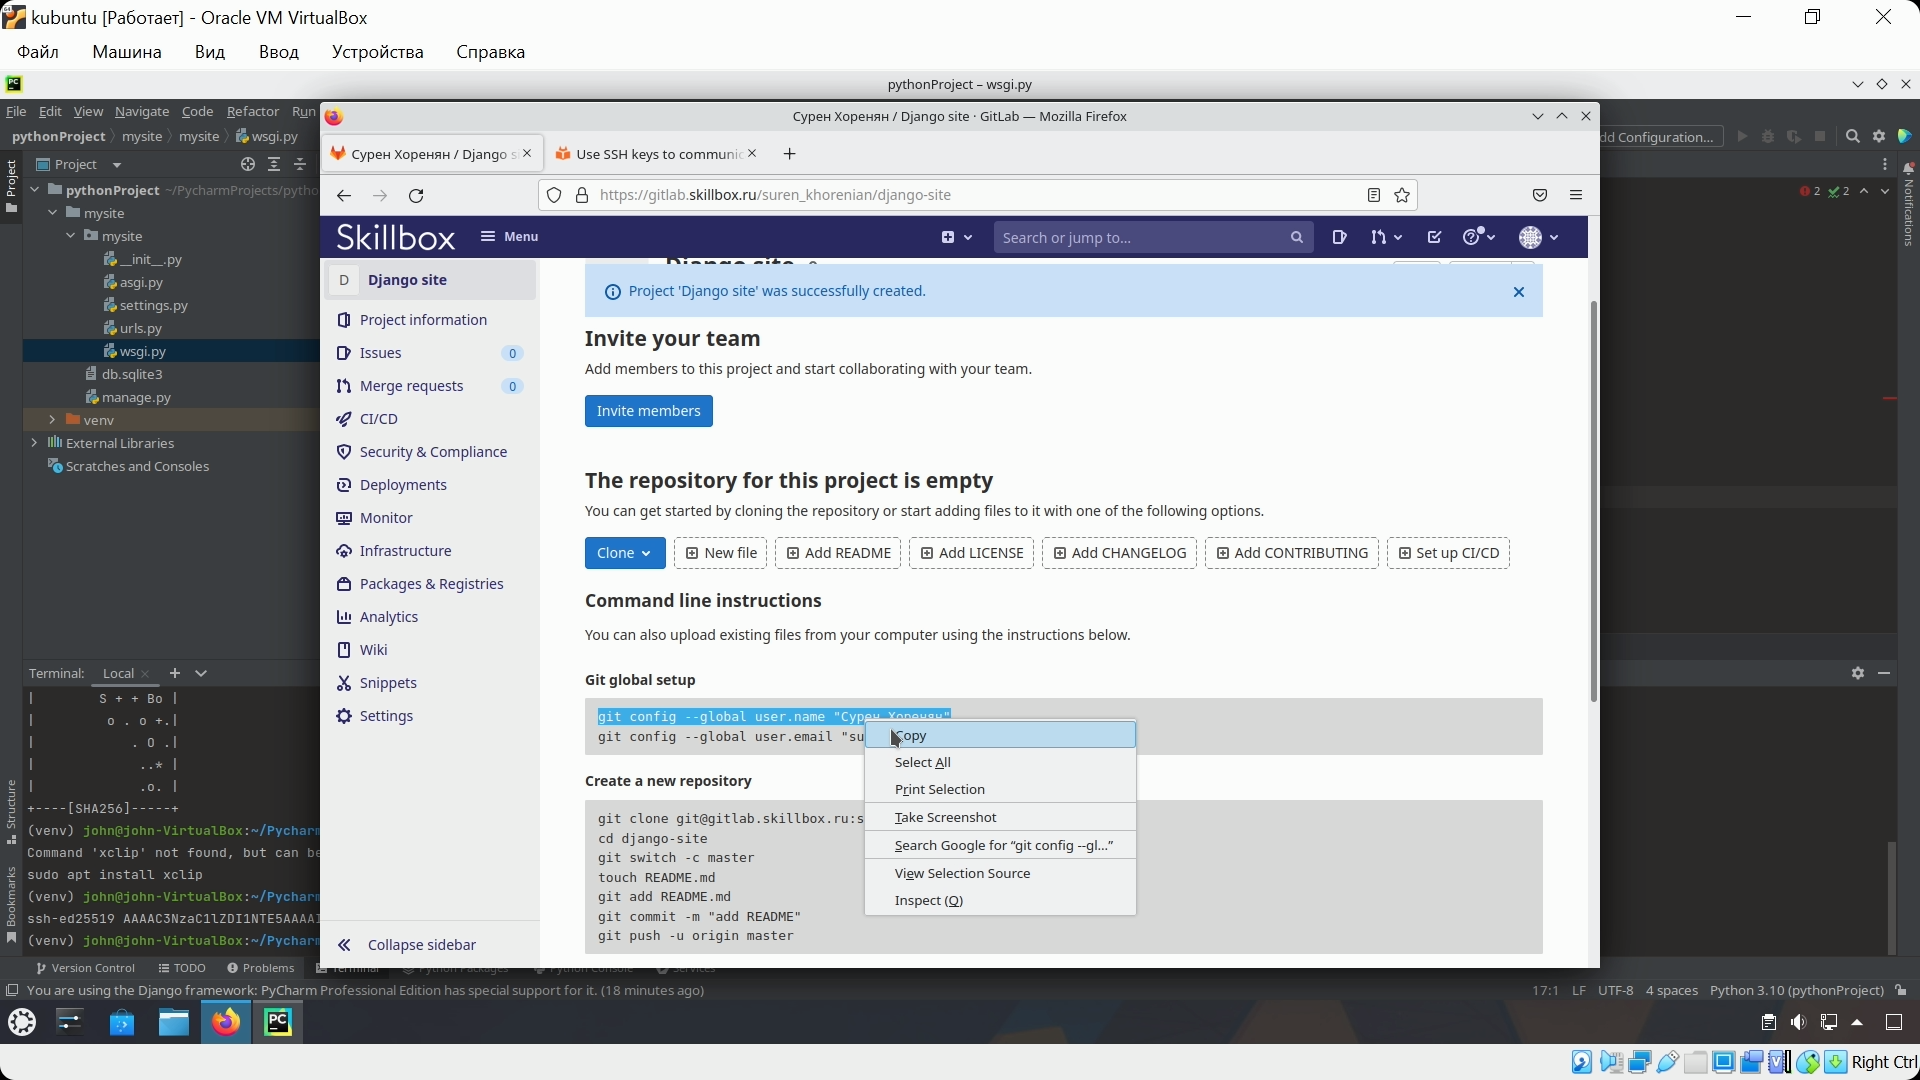 kubuntu [Работает] - Oracle VM VirtualBox
Файл Машина Вид Ввод Устройства Справка
pythonProject – wsgi.py
File Edit View Navigate Code Refactor Run
Сурен Хоренян / Django site · GitLab — Mozilla Firefox
pythonProject mysite mysite wsgi.py
dd Configuration...
Сурен Хоренян / Django s
Use SSH keys to communic
Project
Project
pythonProject ~/PycharmProjects/pytho
mysite
mysite
__init__.py
asgi.py
settings.py
urls.py
wsgi.py
db.sqlite3
manage.py
venv
External Libraries
Scratches and Consoles
2 2
Notifications
https://gitlab.skillbox.ru/suren_khorenian/django-site
Skillbox
Menu
Search or jump to...
D Django site
Project information
Issues 0
Merge requests 0
CI/CD
Security & Compliance
Deployments
Monitor
Infrastructure
Packages & Registries
Analytics
Wiki
Snippets
Settings
Collapse sidebar
Django site
Project 'Django site' was successfully created.
Invite your team
Add members to this project and start collaborating with your team.
Invite members
The repository for this project is empty
You can get started by cloning the repository or start adding files to it with one of the following options.
Clone New file Add README Add LICENSE Add CHANGELOG Add CONTRIBUTING Set up CI/CD
Command line instructions
You can also upload existing files from your computer using the instructions below.
Git global setup
git config --global user.name "Сурен Хоренян"
git config --global user.email "su
Create a new repository
git clone git@gitlab.skillbox.ru:s
cd django-site
git switch -c master
touch README.md
git add README.md
git commit -m "add README"
git push -u origin master
Copy
Select All
Print Selection
Take Screenshot
Search Google for “git config --gl...”
View Selection Source
Inspect (Q)
Terminal: Local
| S + + Bo |
| o . o +.|
| . O .|
| ..* |
| .o. |
+----[SHA256]-----+
(venv) john@john-VirtualBox:~/Pycharm
Command 'xclip' not found, but can be
sudo apt install xclip
(venv) john@john-VirtualBox:~/Pycharm
ssh-ed25519 AAAAC3NzaC1lZDI1NTE5AAAAI
(venv) john@john-VirtualBox:~/Pycharm
Structure
Bookmarks
Version Control TODO Problems Terminal Python Packages Python Console Services
You are using the Django framework: PyCharm Professional Edition has special support for it. (18 minutes ago)
17:1 LF UTF-8 4 spaces Python 3.10 (pythonProject)
Right Ctrl